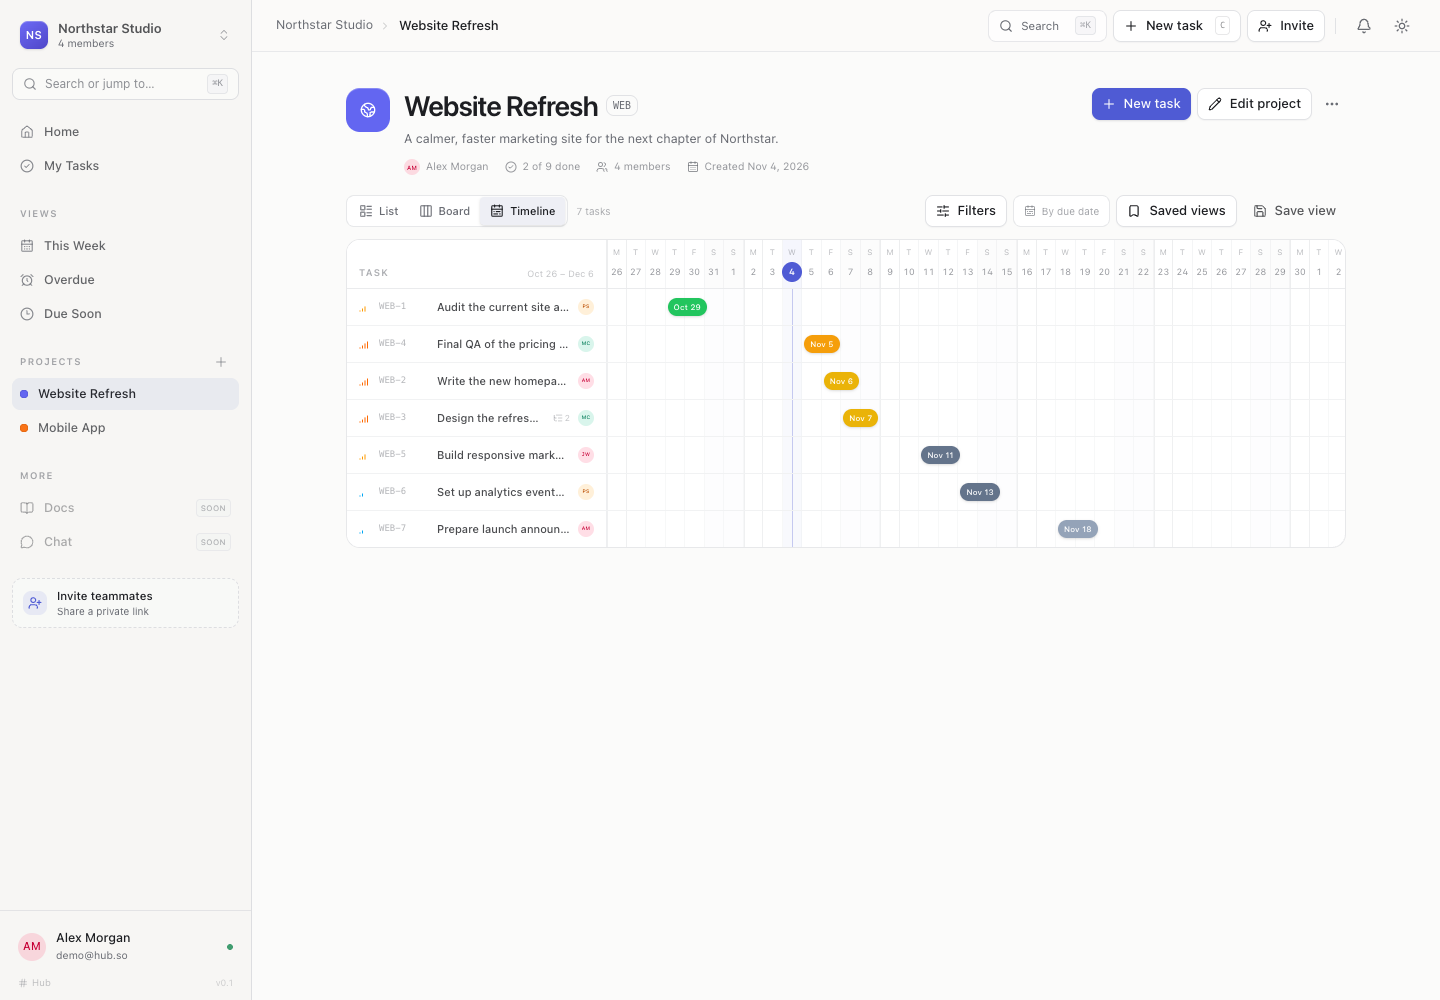 NS
Northstar Studio
4 members
Search or jump to...
⌘K
Home
My Tasks
VIEWS
This Week
Overdue
Due Soon
PROJECTS
Website Refresh
Mobile App
MORE
Docs
SOON
Chat
SOON
Invite teammates
Share a private link
AM
Alex Morgan
demo@hub.so
Hub
v0.1
Northstar Studio
Website Refresh
Search
⌘K
New task
C
Invite
Website Refresh
WEB
A calmer, faster marketing site for the next chapter of Northstar.
AM Alex Morgan 2 of 9 done 4 members Created Nov 4, 2026
New task
Edit project
List
Board
Timeline
7 tasks
Filters
By due date
Saved views
Save view
TASK
Oct 26 – Dec 6
M T W T F S S M T W T F S S M T W T F S S M T W T F S S M T W T F S S M T W
26 27 28 29 30 31 1 2 3 4 5 6 7 8 9 10 11 12 13 14 15 16 17 18 19 20 21 22 23 24 25 26 27 28 29 30 1 2
WEB-1 Audit the current site a... PS Oct 29
WEB-4 Final QA of the pricing ... MC Nov 5
WEB-2 Write the new homepa... AM Nov 6
WEB-3 Design the refres... 2 MC Nov 7
WEB-5 Build responsive mark... JW Nov 11
WEB-6 Set up analytics event... PS Nov 13
WEB-7 Prepare launch announ... AM Nov 18